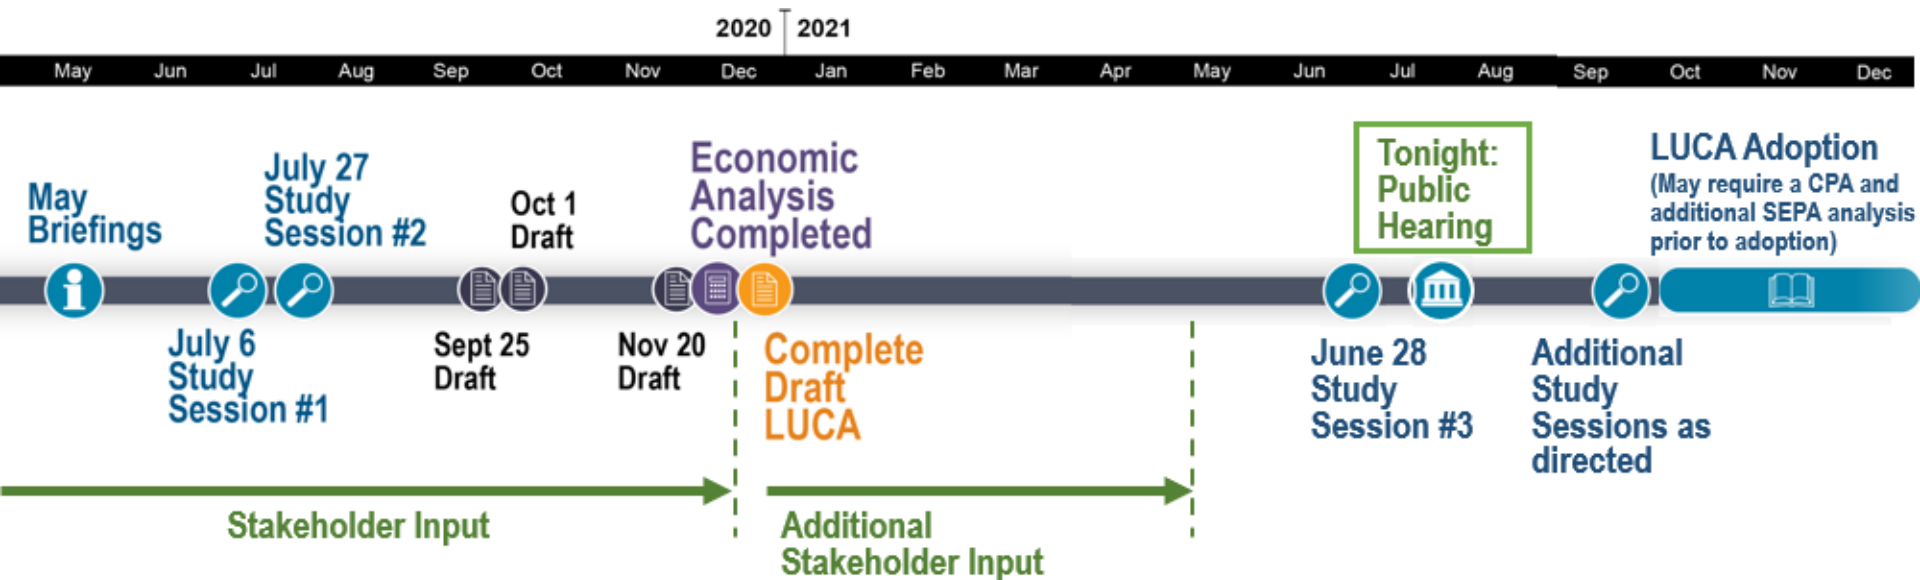 2020 2021
May Jun Jul Aug Sep Oct Nov Dec Jan Feb Mar Apr May Jun Jul Aug Sep Oct Nov Dec
May
Briefings
July 27
Study
Session #2
Oct 1
Draft
Economic
Analysis
Completed
Tonight:
Public
Hearing
LUCA Adoption
(May require a CPA and
additional SEPA analysis
prior to adoption)
July 6
Study
Session #1
Sept 25
Draft
Nov 20
Draft
Complete
Draft
LUCA
June 28
Study
Session #3
Additional
Study
Sessions as
directed
Stakeholder Input
Additional
Stakeholder Input